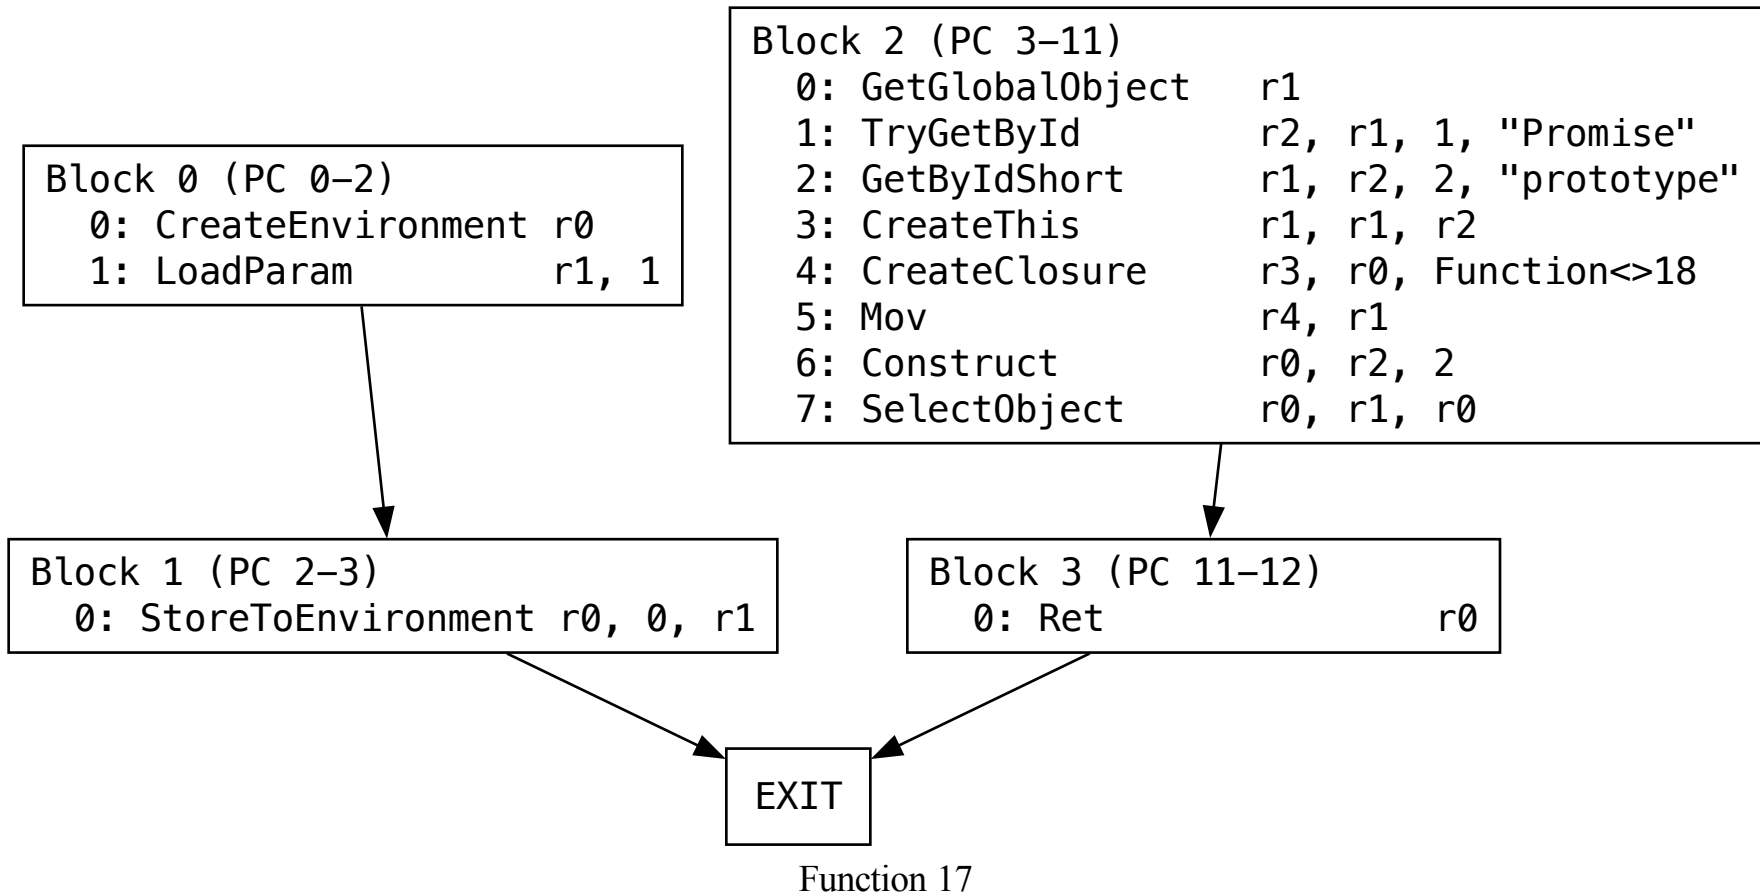 Block 0 (PC 0–2)
0: CreateEnvironment r0
1: LoadParam r1, 1
Block 2 (PC 3–11)
0: GetGlobalObject r1
1: TryGetById r2, r1, 1, "Promise"
2: GetByIdShort r1, r2, 2, "prototype"
3: CreateThis r1, r1, r2
4: CreateClosure r3, r0, Function<>18
5: Mov r4, r1
6: Construct r0, r2, 2
7: SelectObject r0, r1, r0
Block 1 (PC 2–3)
0: StoreToEnvironment r0, 0, r1
Block 3 (PC 11–12)
0: Ret r0
EXIT
Function 17